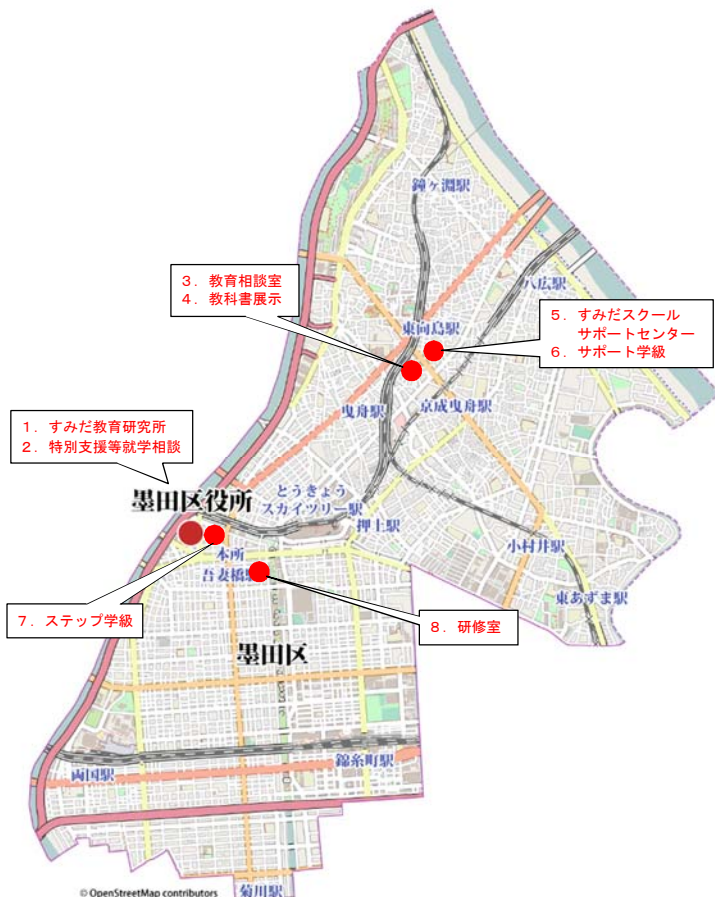 鐘ヶ淵駅
八広駅
3．教育相談室
4．教科書展示
東向島駅
5．すみだスクール
サポートセンター
6．サポート学級
曳舟駅
京成曳舟駅
1．すみだ教育研究所
2．特別支援等就学相談
墨田区役所
とうきょう
スカイツリー駅
押上駅
小村井駅
本所
吾妻橋駅
東あずま駅
7．ステップ学級
8．研修室
墨田区
両国駅
錦糸町駅
菊川駅
© OpenStreetMap contributors